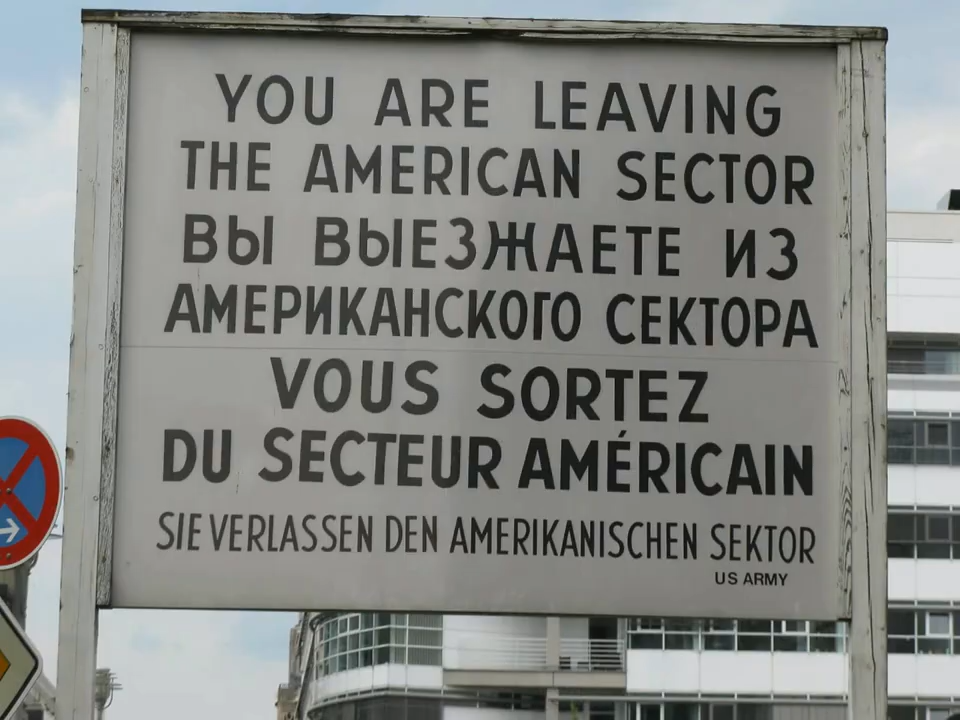 YOU ARE LEAVING
THE AMERICAN SECTOR
ВЫ ВЫЕЗЖАЕТЕ ИЗ
АМЕРИКАНСКОГО СЕКТОРА
VOUS SORTEZ
DU SECTEUR AMÉRICAIN
SIE VERLASSEN DEN AMERIKANISCHEN SEKTOR
US ARMY